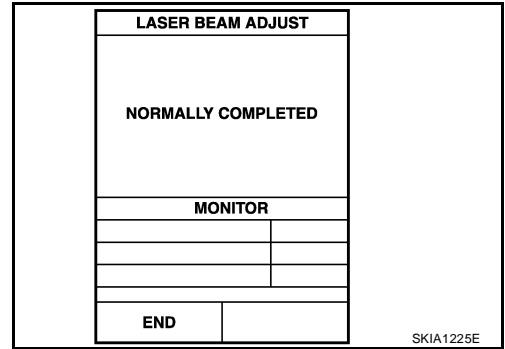 LASER BEAM ADJUST
NORMALLY COMPLETED
MONITOR
END
SKIA1225E